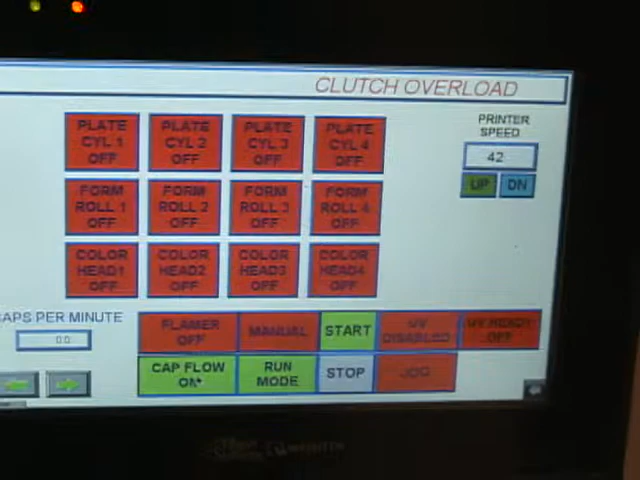 CLUTCH OVERLOAD
PLATE CYL 1 OFF
PLATE CYL 2 OFF
PLATE CYL 3 OFF
PLATE CYL 4 OFF
PRINTER SPEED
42
UP
DN
FORM ROLL 1 OFF
FORM ROLL 2 OFF
FORM ROLL 3 OFF
FORM ROLL 4 OFF
COLOR HEAD1 OFF
COLOR HEAD2 OFF
COLOR HEAD3 OFF
COLOR HEAD4 OFF
CAPS PER MINUTE
0.0
FLAMER OFF
MANUAL
START
UV DISABLED
UV READY OFF
CAP FLOW ON
RUN MODE
STOP
JOG